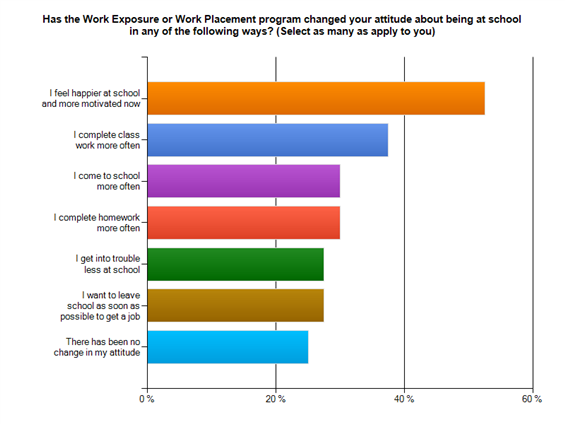 Has the Work Exposure or Work Placement program changed your attitude about being at school
in any of the following ways? (Select as many as apply to you)
I feel happier at school
and more motivated now
I complete class
work more often
I come to school
more often
I complete homework
more often
I get into trouble
less at school
I want to leave
school as soon as
possible to get a job
There has been no
change in my attitude
0 %
20 %
40 %
60 %